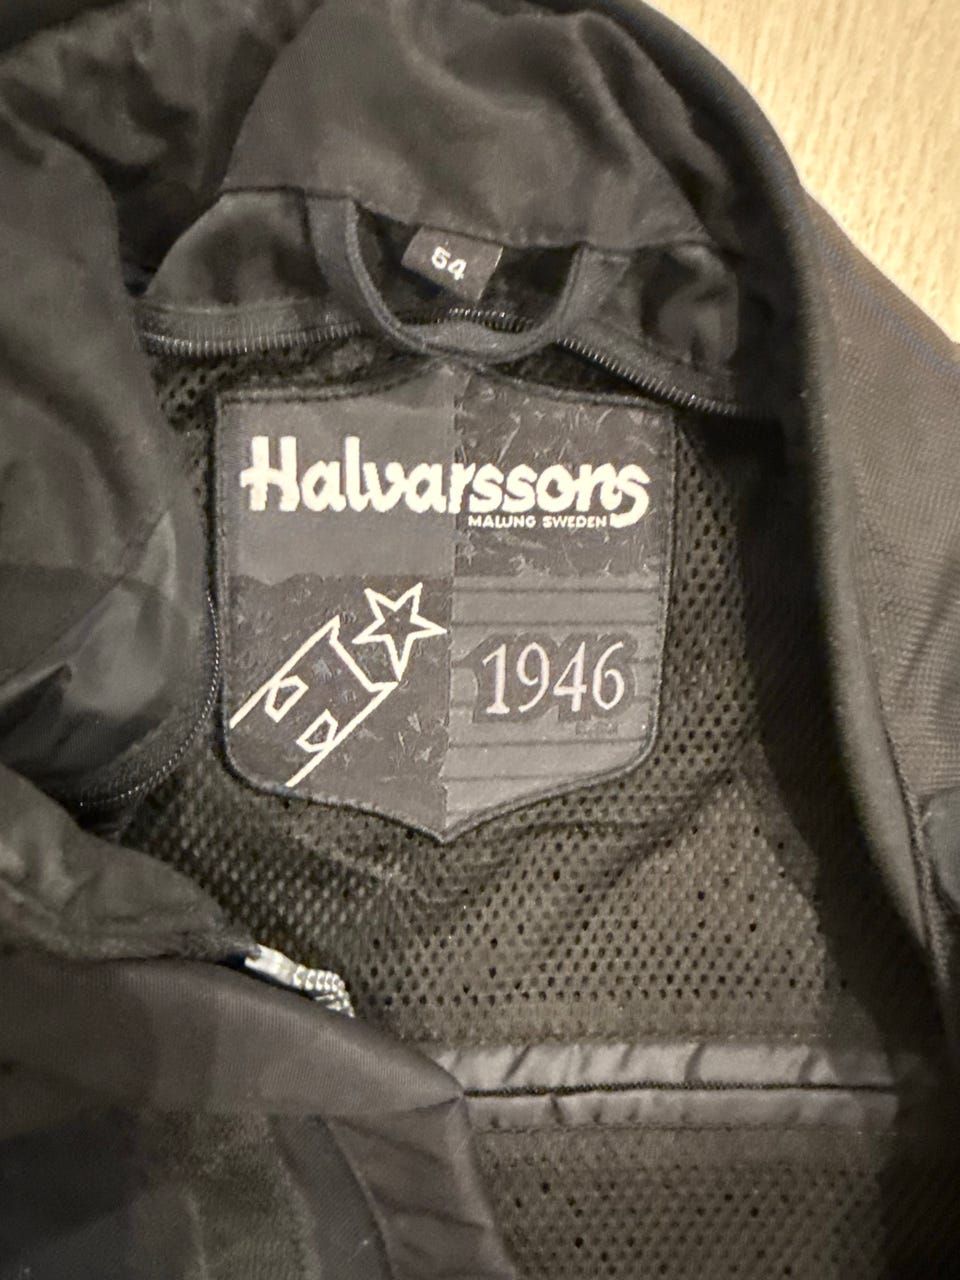 54
Halvarssons
MALUNG SWEDEN
1946